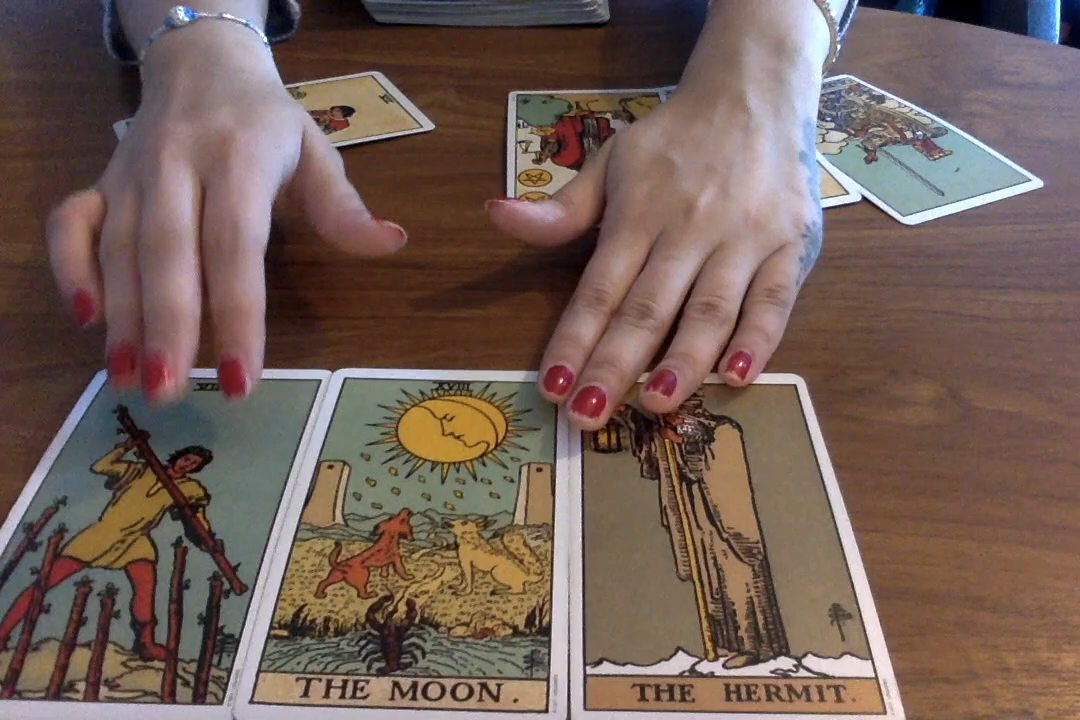 XVIII
THE MOON.
THE HERMIT.